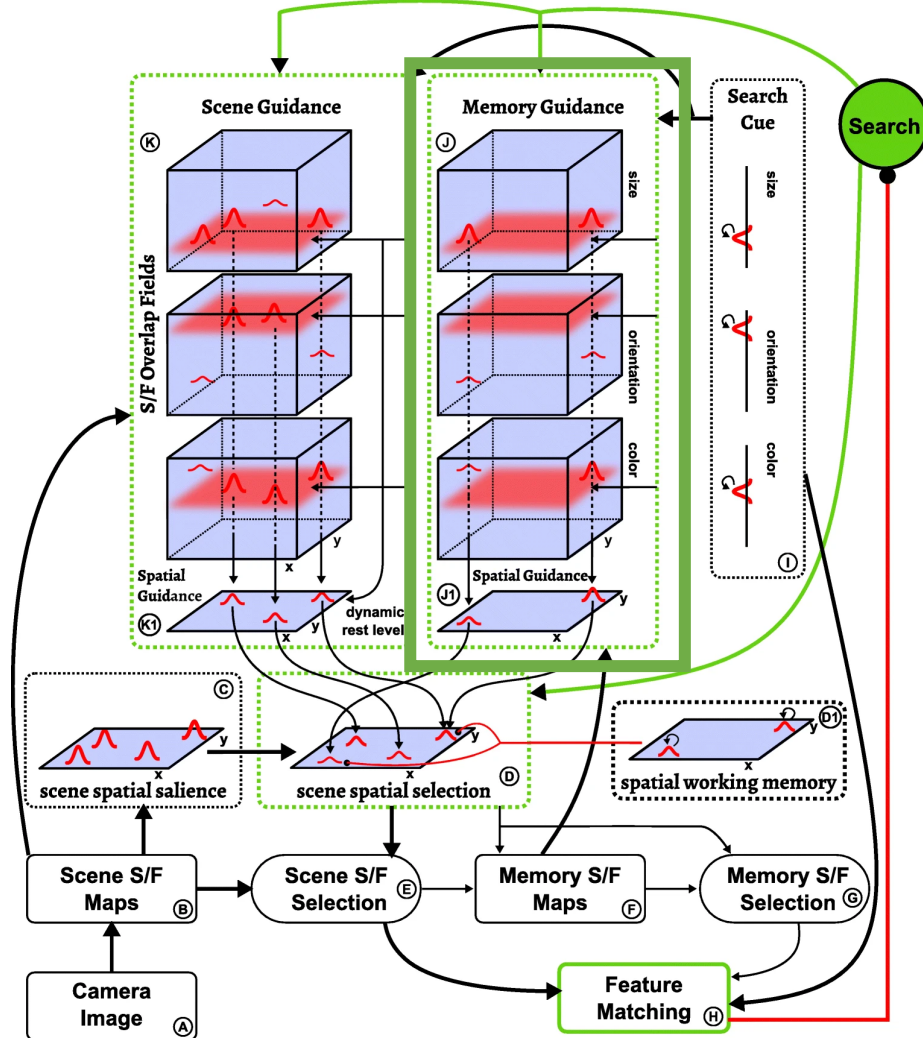 Scene Guidance
Memory Guidance
Search
Cue
Search
K
J
size
size
S/F Overlap Fields
orientation
orientation
color
color
y
x
I
Spatial
Guidance
Spatial Guidance
K1
J1
y
x
dynamic
rest level
y
x
C
y
x
scene spatial salience
y
x
scene spatial selection
D
D1
y
x
spatial working memory
Scene S/F
Maps
B
Scene S/F
Selection
E
Memory S/F
Maps
F
Memory S/F
Selection
G
Camera
Image
A
Feature
Matching
H